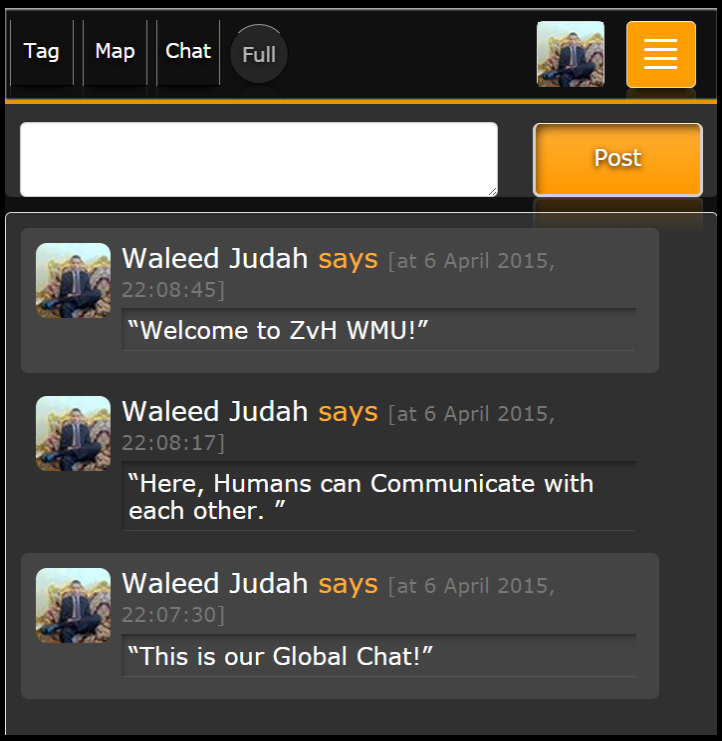 Tag Map Chat Full
Post
Waleed Judah says [at 6 April 2015,
22:08:45]
“Welcome to ZvH WMU!”
Waleed Judah says [at 6 April 2015,
22:08:17]
“Here, Humans can Communicate with
each other. ”
Waleed Judah says [at 6 April 2015,
22:07:30]
“This is our Global Chat!”